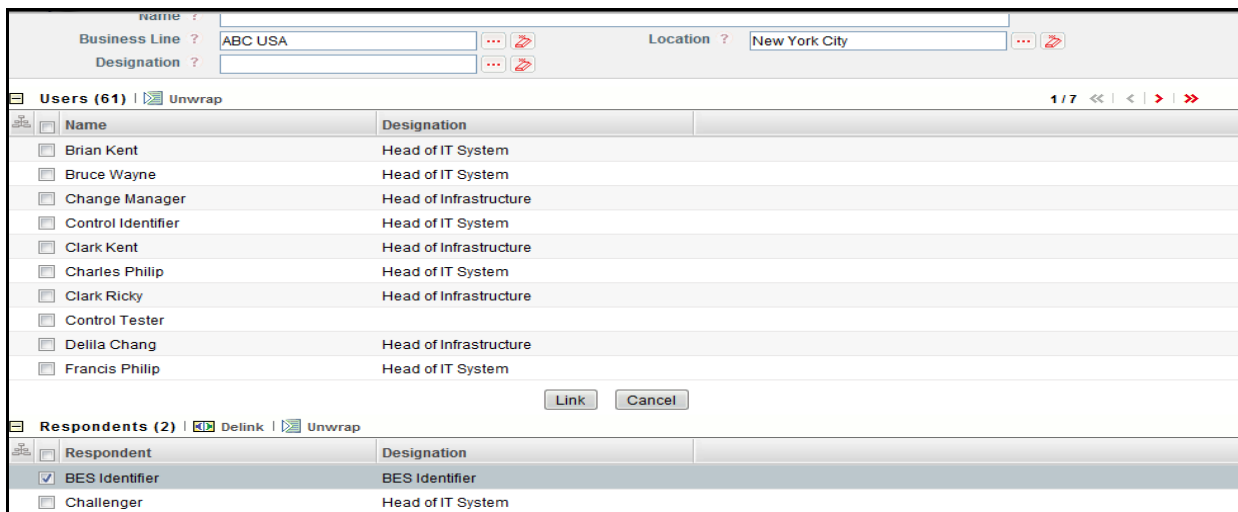 Name ?
Business Line ? ABC USA ... Location ? New York City ...
Designation ? ...
Users (61) | Unwrap 1 / 7 << | < | > | >>
Name Designation
Brian Kent Head of IT System
Bruce Wayne Head of IT System
Change Manager Head of Infrastructure
Control Identifier Head of IT System
Clark Kent Head of Infrastructure
Charles Philip Head of IT System
Clark Ricky Head of Infrastructure
Control Tester
Delila Chang Head of Infrastructure
Francis Philip Head of IT System
Link Cancel
Respondents (2) | Delink | Unwrap
Respondent Designation
BES Identifier BES Identifier
Challenger Head of IT System